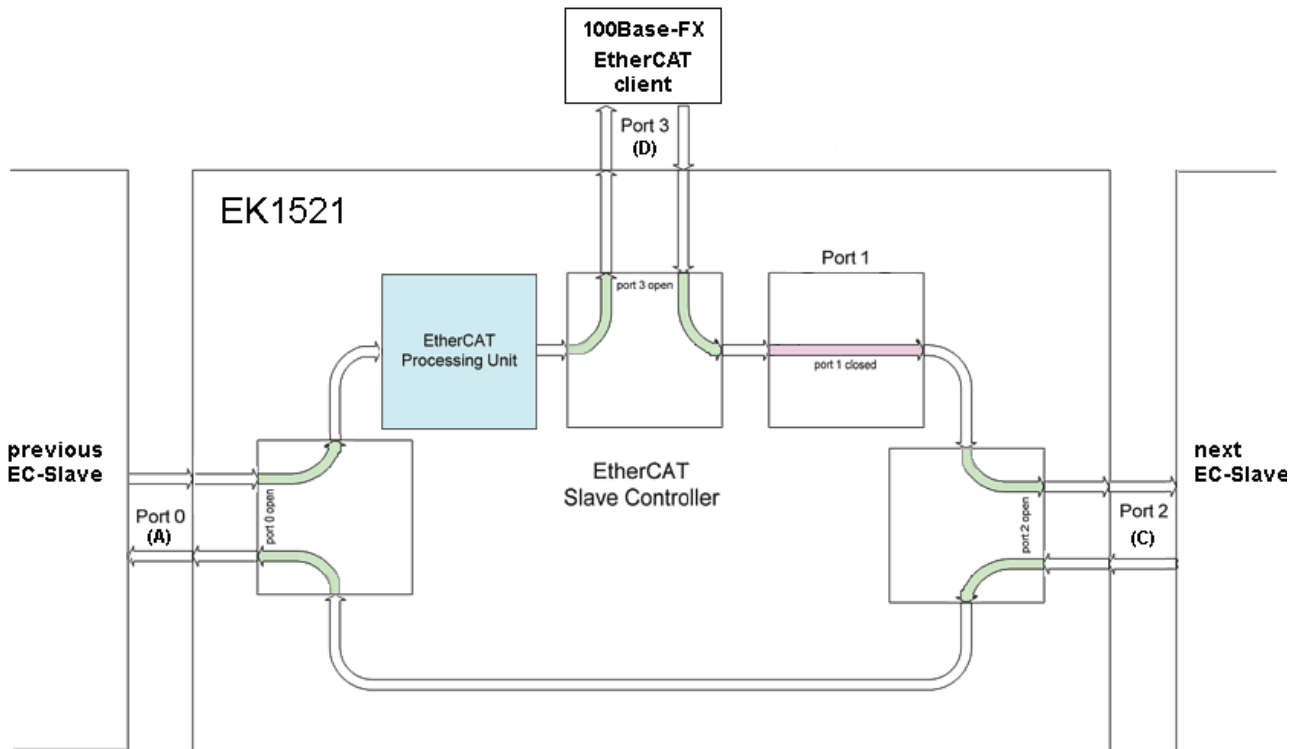 100Base-FX
EtherCAT
client
Port 3
(D)
EK1521
Port 1
port 3 open
EtherCAT
Processing Unit
port 1 closed
previous
EC-Slave
next
EC-Slave
EtherCAT
Slave Controller
Port 0
(A)
port 0 open
port 2 open
Port 2
(C)